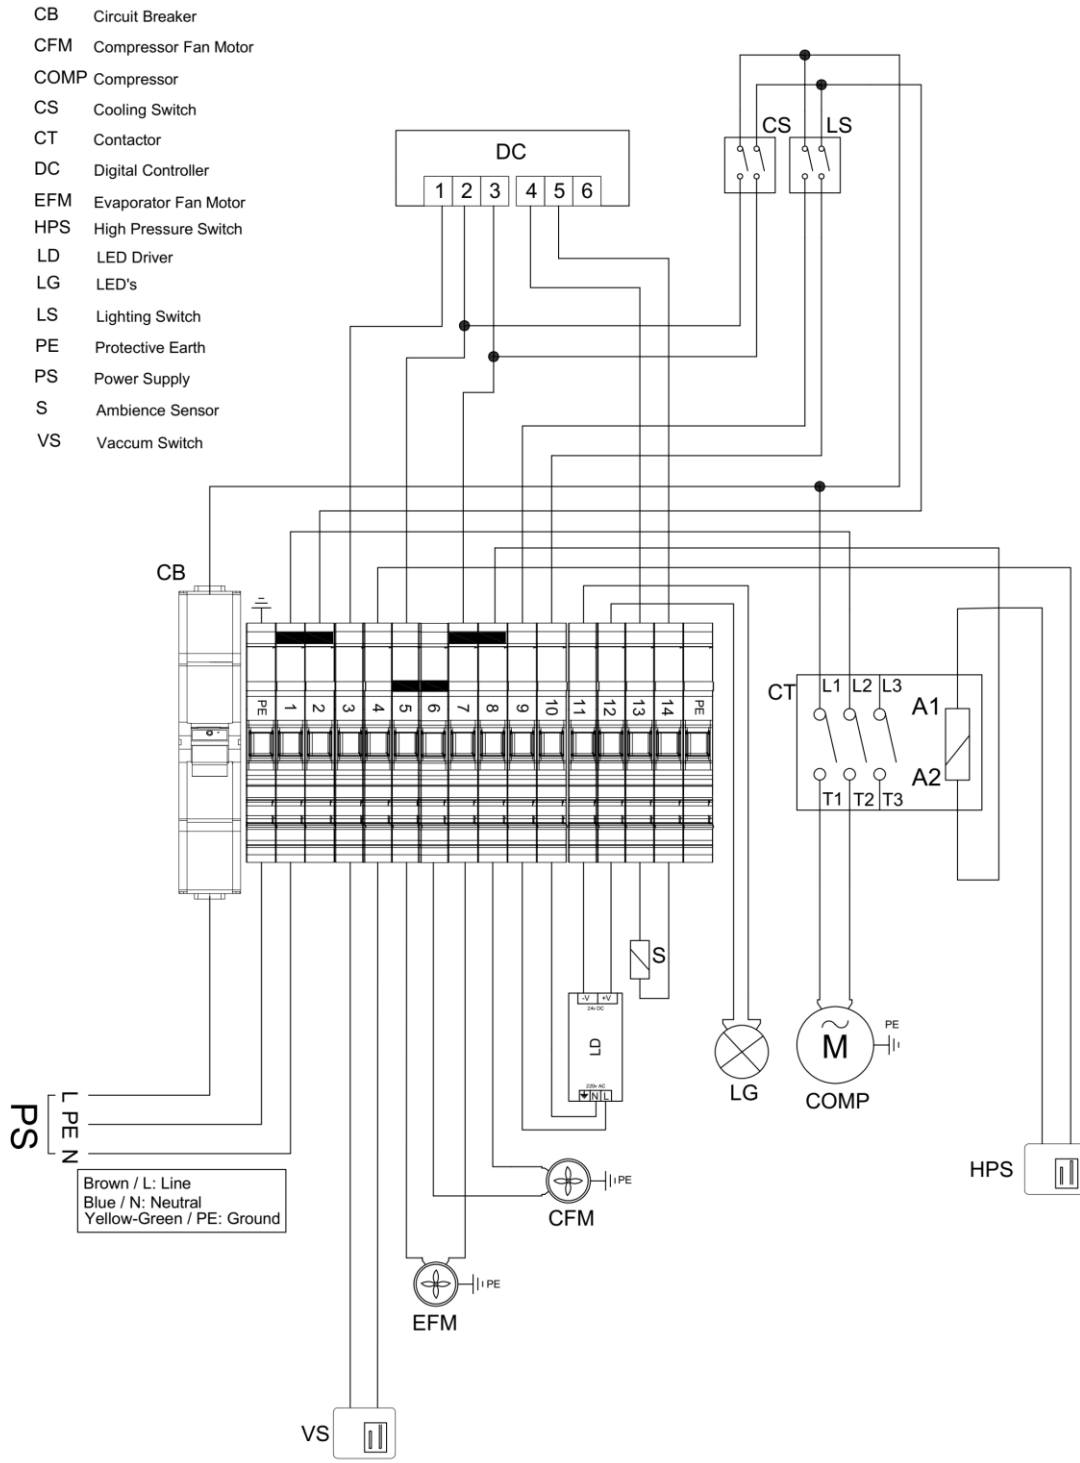 CB Circuit Breaker
CFM Compressor Fan Motor
COMP Compressor
CS Cooling Switch
CT Contactor
DC Digital Controller
EFM Evaporator Fan Motor
HPS High Pressure Switch
LD LED Driver
LG LED's
LS Lighting Switch
PE Protective Earth
PS Power Supply
S Ambience Sensor
VS Vaccum Switch
DC
1 2 3 4 5 6
CS LS
CB
PE 1 2 3 4 5 6 7 8 9 10 11 12 13 14 PE
CT
L1 L2 L3
A1
A2
T1 T2 T3
S
-V +V
24v DC
LD
220v AC
N L
LG
M
PE
COMP
HPS
PS
L PE N
Brown / L: Line
Blue / N: Neutral
Yellow-Green / PE: Ground
PE
CFM
PE
EFM
VS